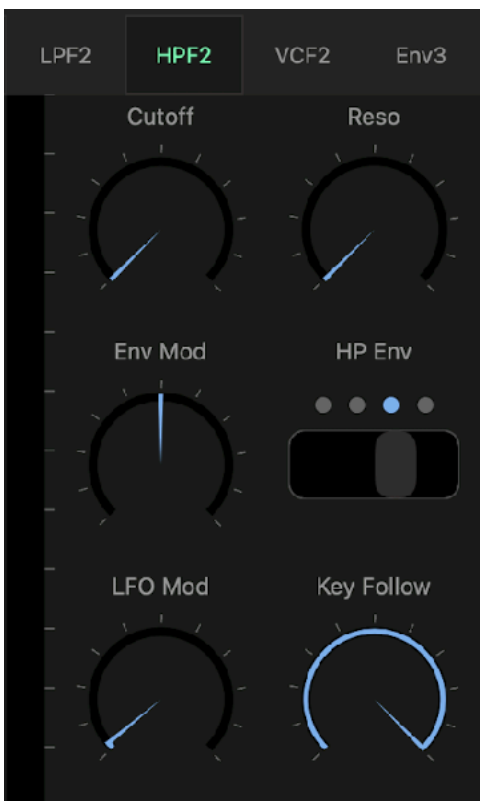 LPF2 HPF2 VCF2 Env3
Cutoff Reso
Env Mod HP Env
LFO Mod Key Follow